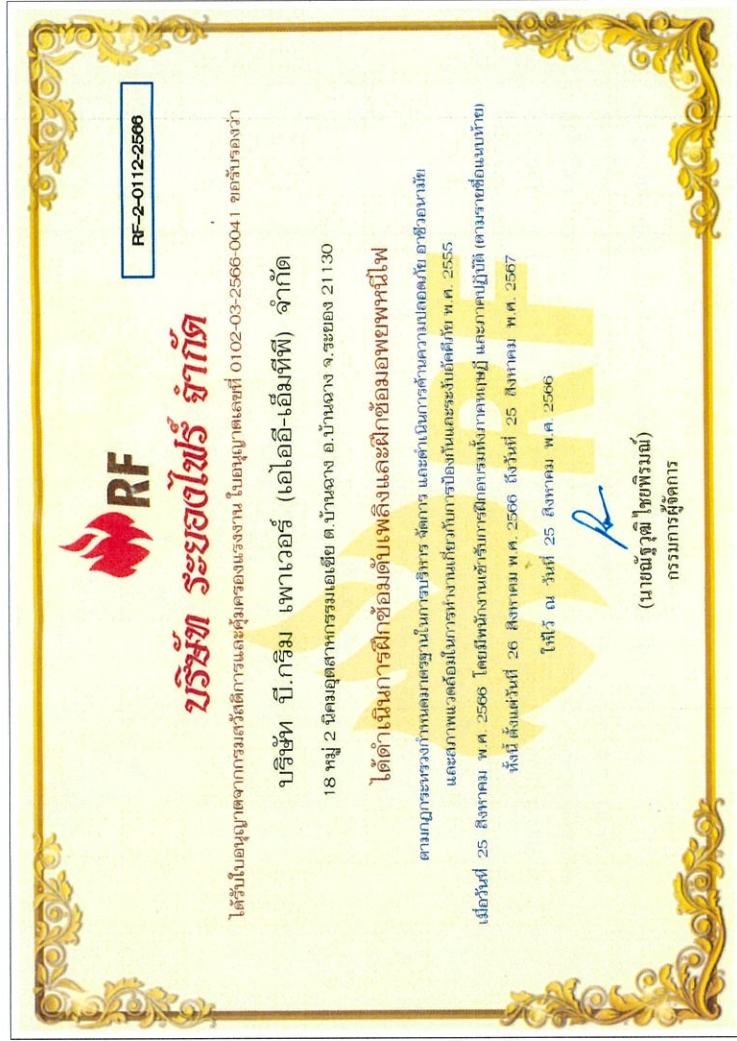 RF-2-0112-2566
RF
บริษัท ระยองไฟร์ จำกัด
ได้รับใบอนุญาตจากกรมสวัสดิการและคุ้มครองแรงงาน ใบอนุญาตเลขที่ 0102-03-2566-0041 ขอรับรองว่า
บริษัท บี.กริม เพาเวอร์ (เอไออี-เอ็มทีพี) จำกัด
18 หมู่ 2 นิคมอุตสาหกรรมเอเชีย ต.บ้านฉาง อ.บ้านฉาง จ.ระยอง 21130
ได้ดำเนินการฝึกซ้อมดับเพลิงและฝึกซ้อมอพยพหนีไฟ
ตามกฎกระทรวงกำหนดมาตรฐานในการบริหาร จัดการ และดำเนินการด้านความปลอดภัย อาชีวอนามัย
และสภาพแวดล้อมในการทำงานเกี่ยวกับการป้องกันและระงับอัคคีภัย พ.ศ. 2555
เมื่อวันที่ 25 สิงหาคม พ.ศ. 2566 โดยมีพนักงานเข้ารับการฝึกอบรมทั้งภาคทฤษฎี และภาคปฏิบัติ (ตามรายชื่อแนบท้าย)
ทั้งนี้ ตั้งแต่วันที่ 26 สิงหาคม พ.ศ. 2566 ถึงวันที่ 25 สิงหาคม พ.ศ. 2567
ให้ไว้ ณ วันที่ 25 สิงหาคม พ.ศ. 2566
(นายณัฐวุฒิ ไชยพิรมณ์)
กรรมการผู้จัดการ
RF